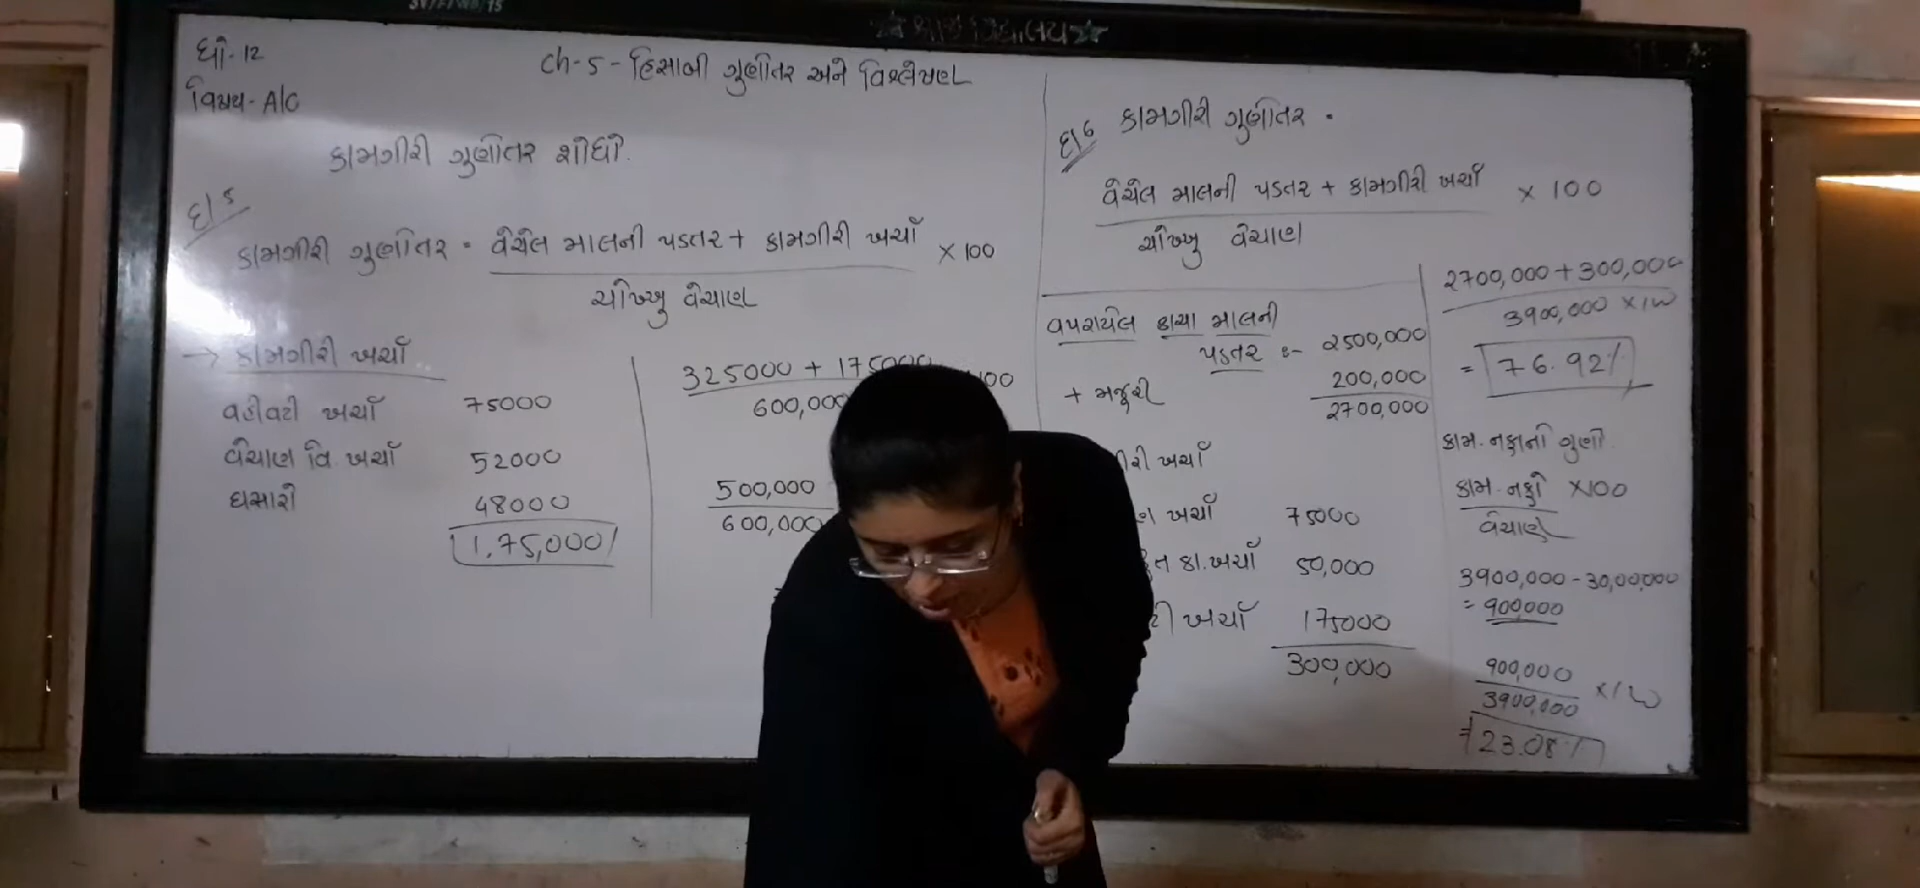 ધો.12
વિષય- A/C
Ch-5 - હિસાબી ગુણોત્તર અને વિશ્લેષણ
કામગીરી ગુણોત્તર શોધો.
દા 5
કામગીરી ગુણોત્તર = વેચેલ માલની પડતર + કામગીરી ખર્ચા × 100
ચોખ્ખુ વેચાણ
→ કામગીરી ખર્ચા
વહીવટી ખર્ચા 75000
વેચાણ વિ. ખર્ચા 52000
ઘસારો 48000
1,75,000
325000 + 175000
600,000
500,000
600,000
દા 6 કામગીરી ગુણોત્તર =
વેચેલ માલની પડતર + કામગીરી ખર્ચા × 100
ચોખ્ખુ વેચાણ
વપરાયેલ કાચા માલની
પડતર :- 2500,000
+ મજૂરી 200,000
2700,000
ખર્ચા
ખર્ચા 75000
કા. ખર્ચા 50,000
ખર્ચા 175000
300,000
2700,000 + 300,000
3900,000 ×100
= 76.92%
કામ. નફાનો ગુણો
કામ. નફો ×100
વેચાણ
3900,000 - 30,00,000
= 900000
900,000
3900,000 ×100
= 23.08%